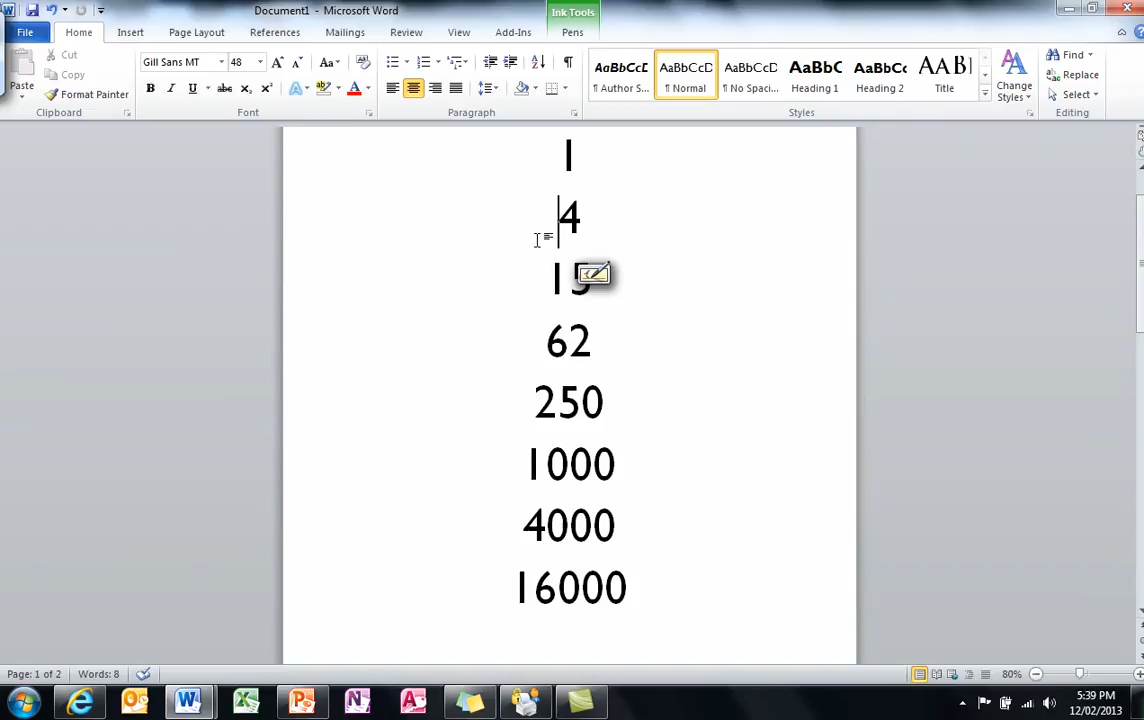 Document1 - Microsoft Word
Ink Tools
File Home Insert Page Layout References Mailings Review View Add-Ins Pens
Cut
Copy
Paste
Format Painter
Clipboard
Gill Sans MT 48
Font
Paragraph
AaBbCcD AaBbCcD AaBbCcD AaBbC AaBbCc AABI
¶ Author S... ¶ Normal ¶ No Spaci... Heading 1 Heading 2 Title
Styles
Change
Styles
Find
Replace
Select
Editing
1
4
15
62
250
1000
4000
16000
Page: 1 of 2 Words: 8
80%
5:39 PM
12/02/2013